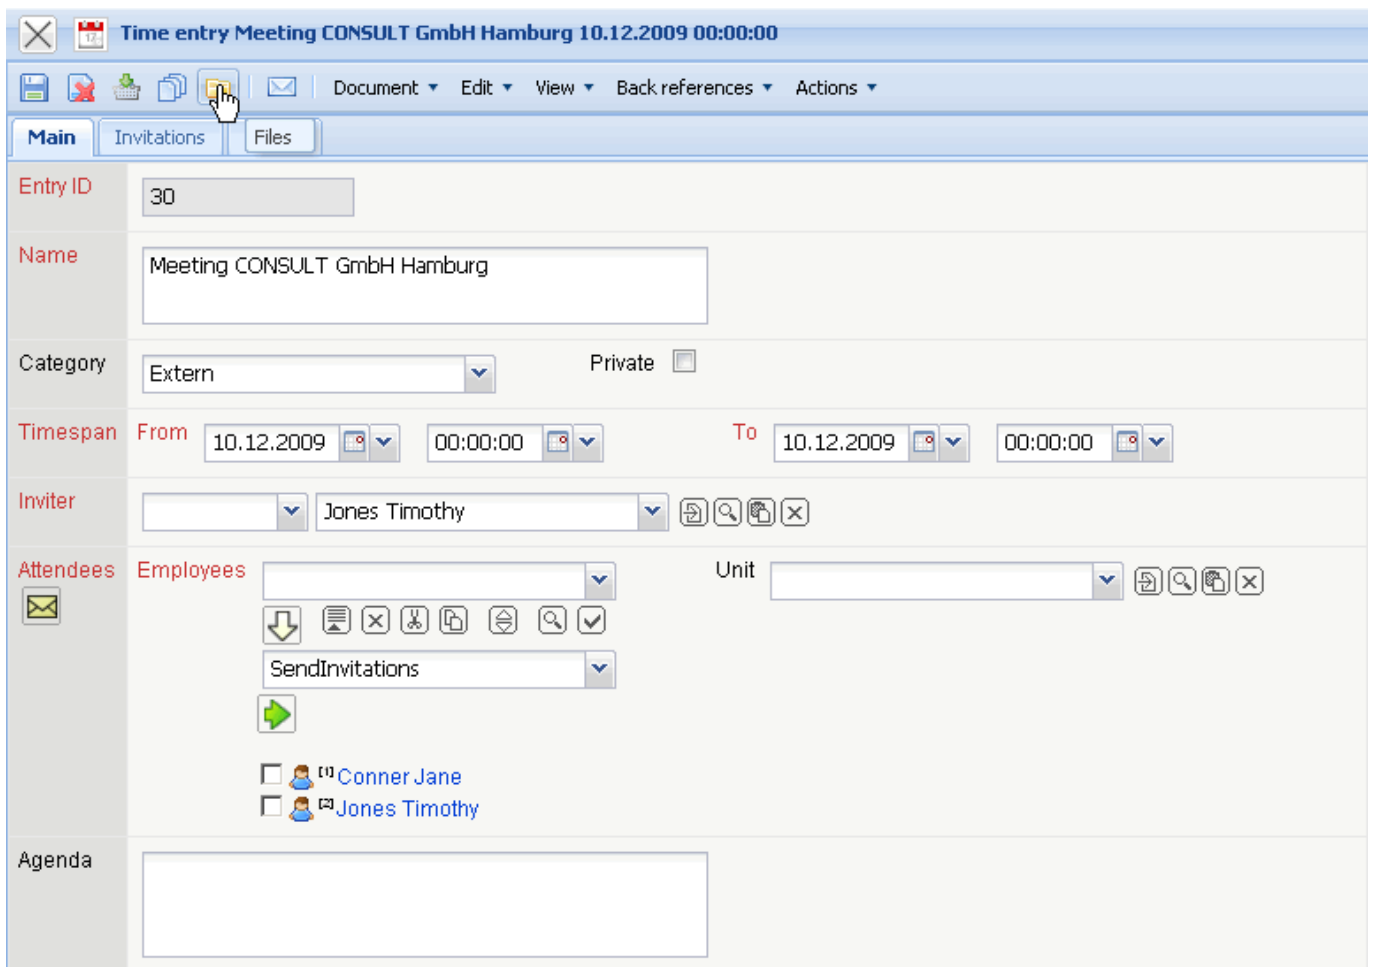 Time entry Meeting CONSULT GmbH Hamburg 10.12.2009 00:00:00
Document Edit View Back references Actions
Main Invitations Files
Entry ID 30
Name Meeting CONSULT GmbH Hamburg
Category Extern Private
Timespan From 10.12.2009 00:00:00 To 10.12.2009 00:00:00
Inviter Jones Timothy
Attendees Employees Unit
SendInvitations
[1] Conner Jane
[2] Jones Timothy
Agenda